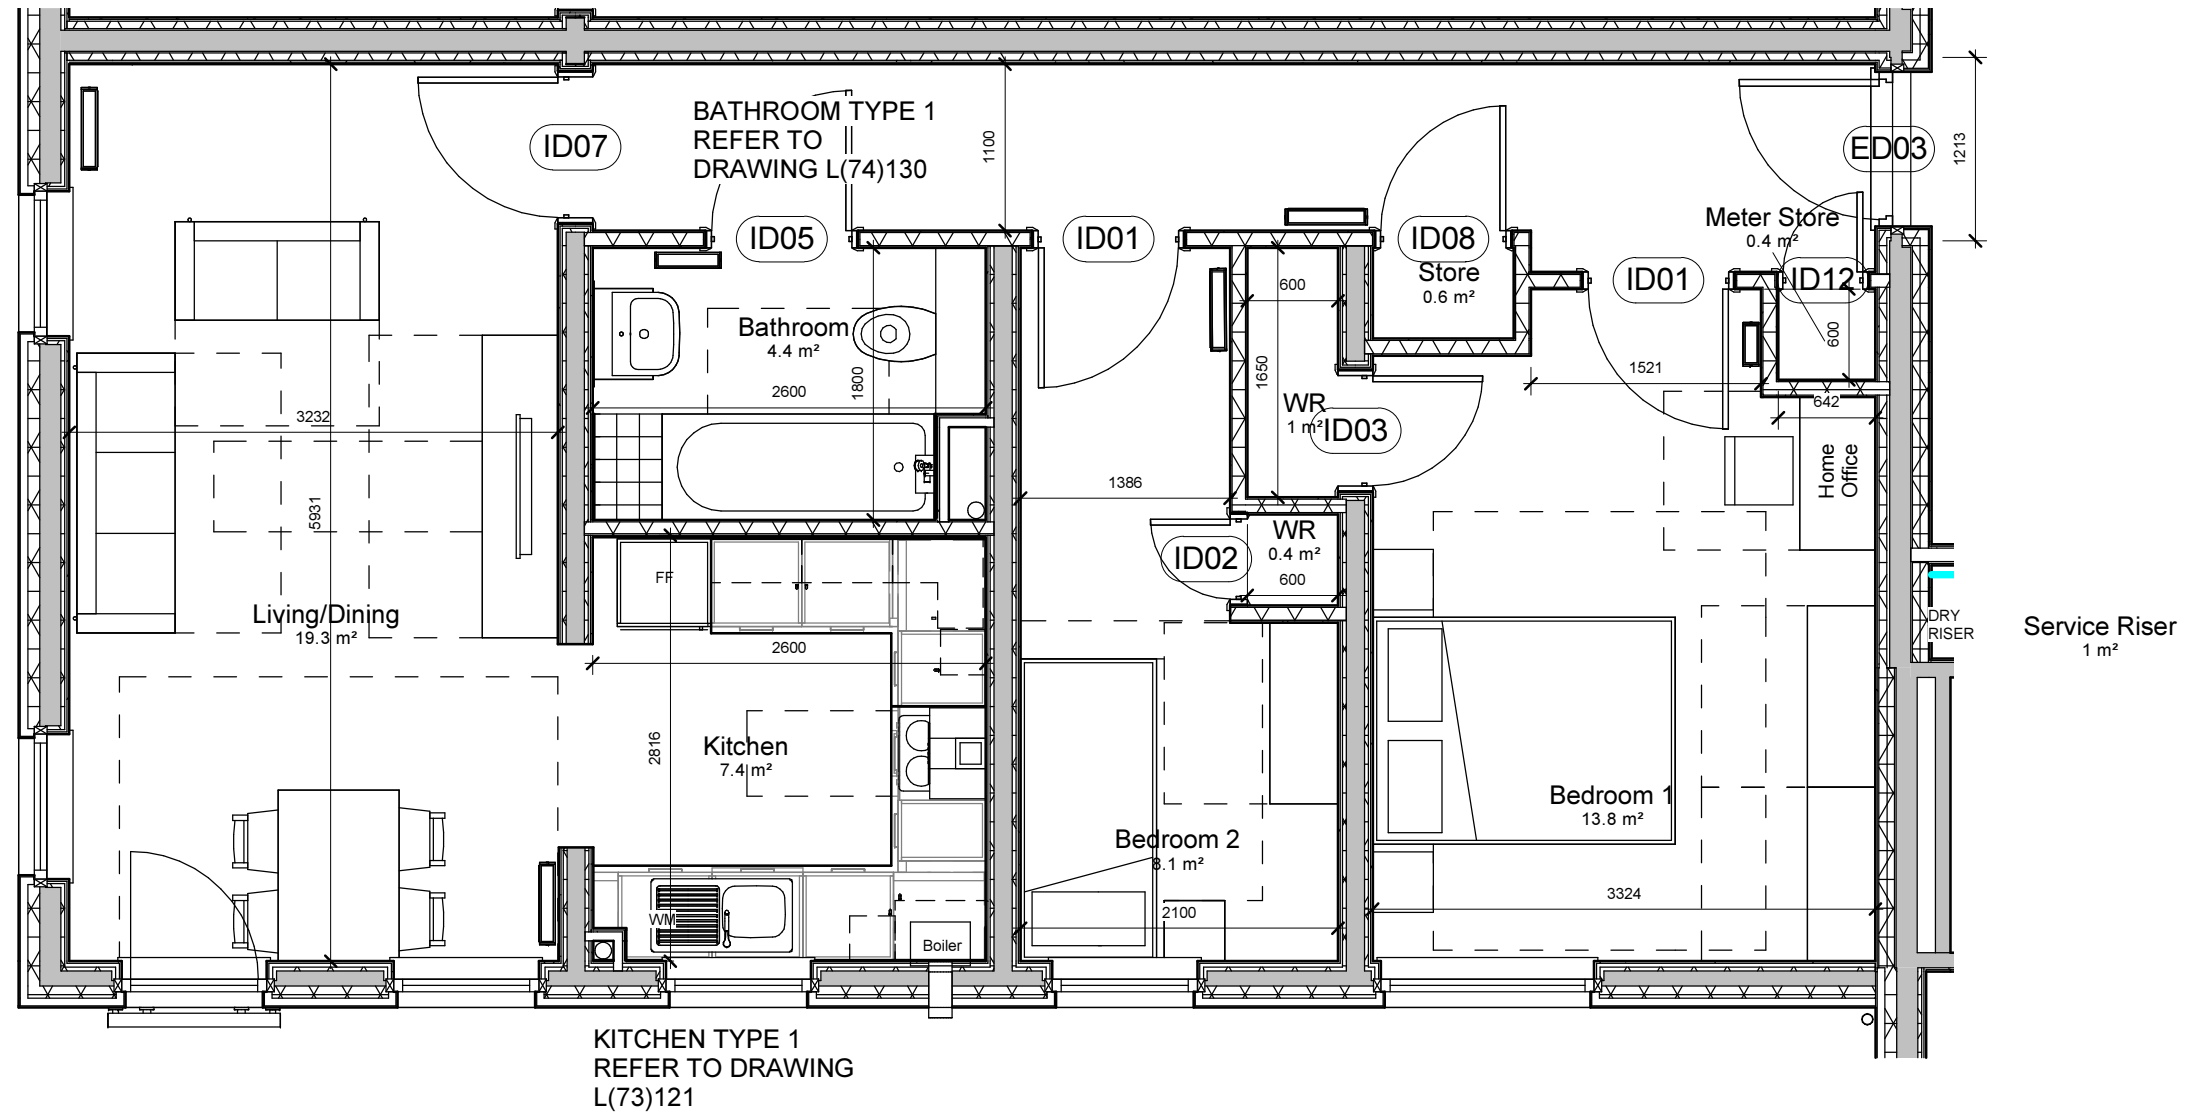 BATHROOM TYPE 1
REFER TO
DRAWING L(74)130
ID07
1100
ED03
1213
Meter Store
0.4 m²
ID05
ID01
ID08
Store
0.6 m²
ID01
ID12
600
600
Bathroom
4.4 m²
1800
2600
1650
1521
642
3232
5931
WR
1 m²
ID03
Home
Office
1386
WR
0.4 m²
600
ID02
FF
Living/Dining
19.3 m²
2600
DRY
RISER
Service Riser
1 m²
2816
Kitchen
7.4 m²
Bedroom 1
13.8 m²
Bedroom 2
8.1 m²
3324
2100
WM
Boiler
KITCHEN TYPE 1
REFER TO DRAWING
L(73)121